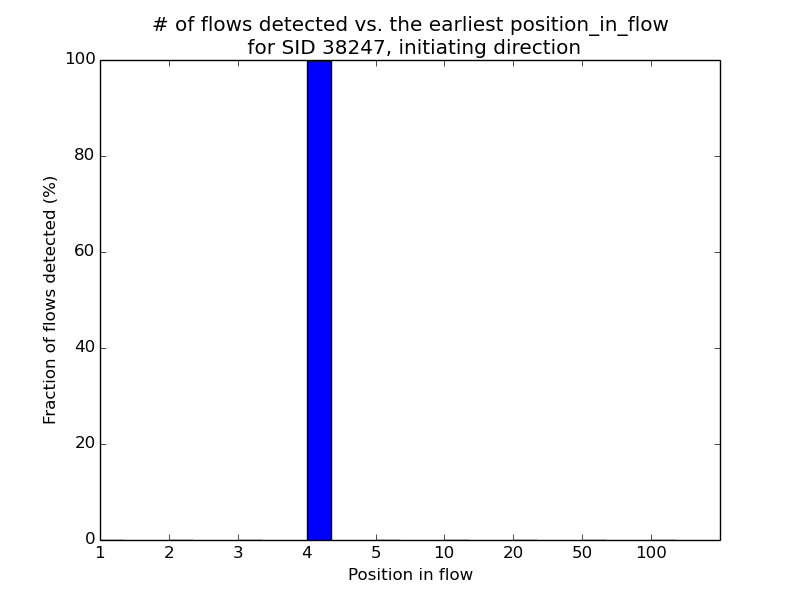 # of flows detected vs. the earliest position_in_flow
for SID 38247, initiating direction
100
80
60
40
20
0
Fraction of flows detected (%)
1 2 3 4 5 10 20 50 100
Position in flow